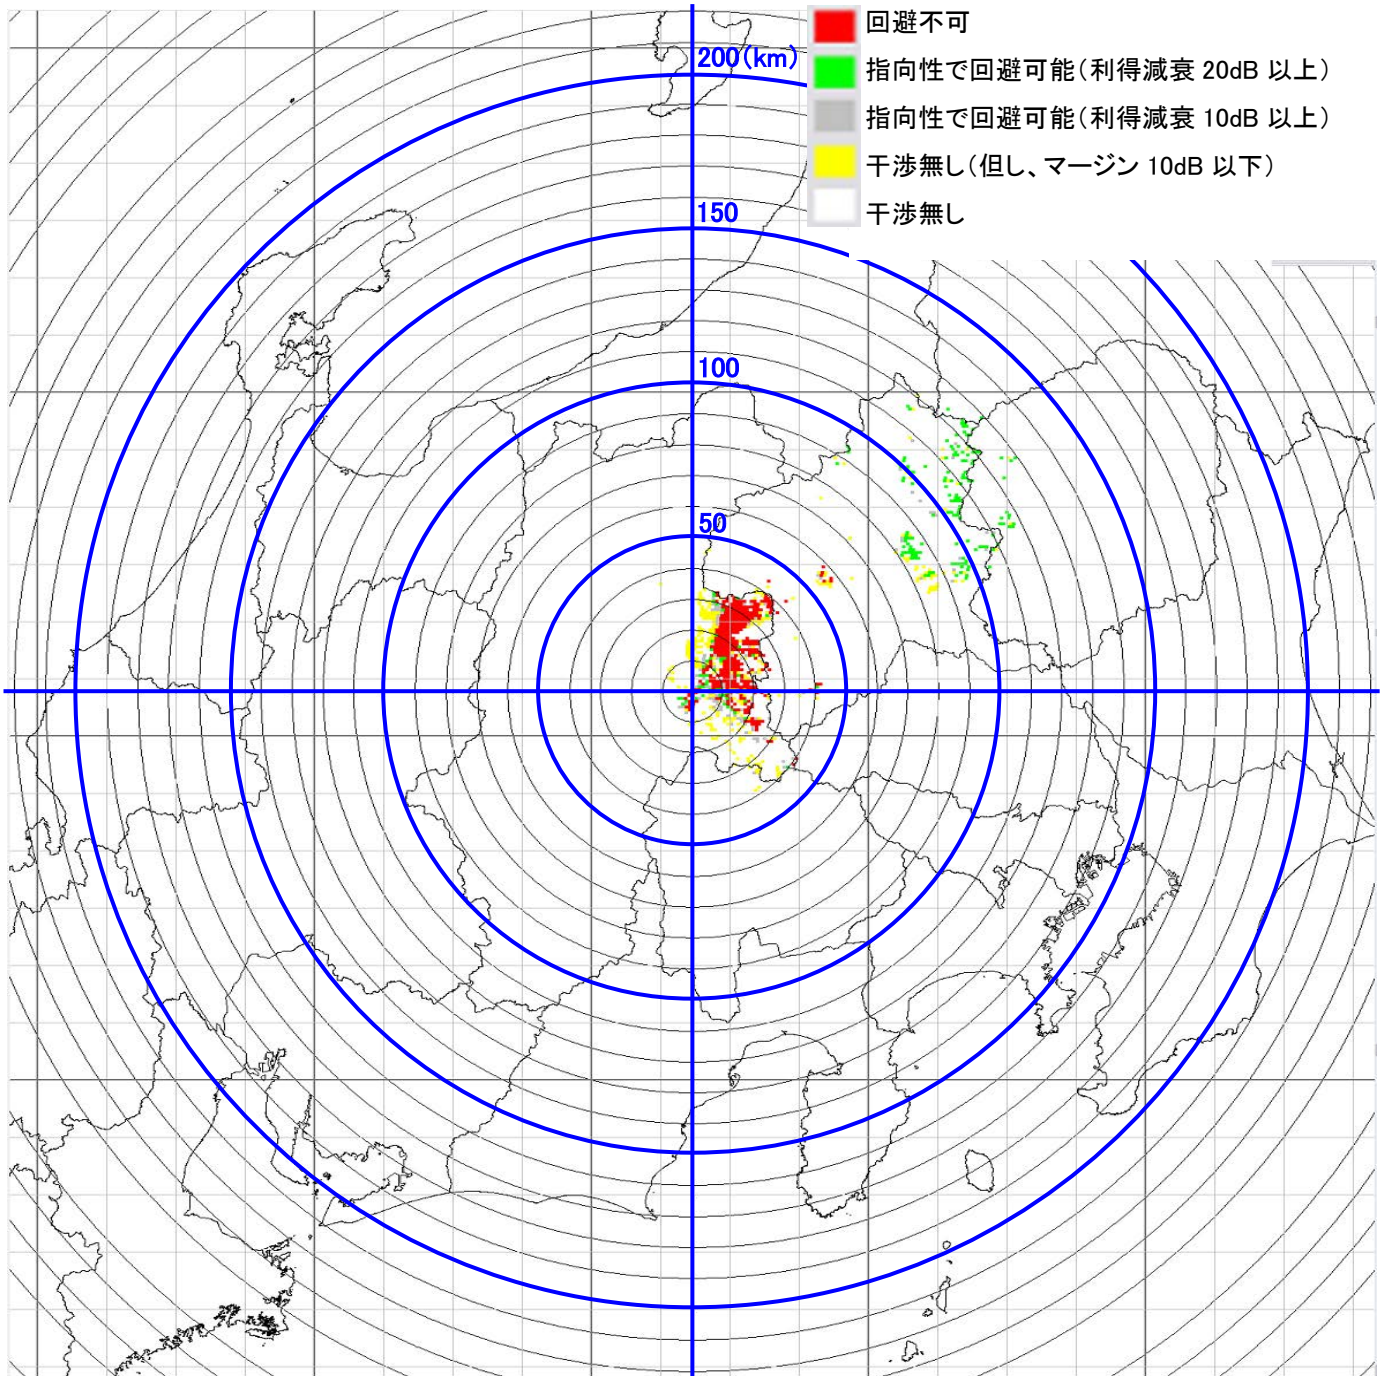 回避不可
指向性で回避可能(利得減衰 20dB 以上)
指向性で回避可能(利得減衰 10dB 以上)
干渉無し(但し、マージン 10dB 以下)
干渉無し
200(km)
150
100
50